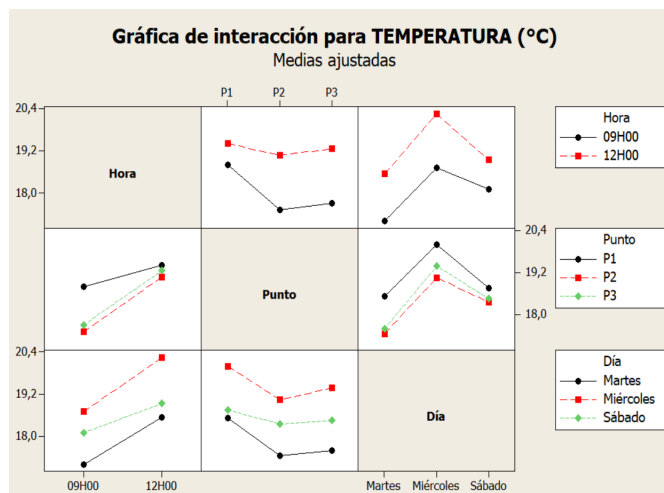 Gráfica de interacción para TEMPERATURA (°C)
Medias ajustadas
P1 P2 P3
20,4
19,2
18,0
Hora
Hora
09H00
12H00
Punto
20,4
19,2
18,0
Punto
P1
P2
P3
20,4
19,2
18,0
Día
Día
Martes
Miércoles
Sábado
09H00 12H00
Martes Miércoles Sábado